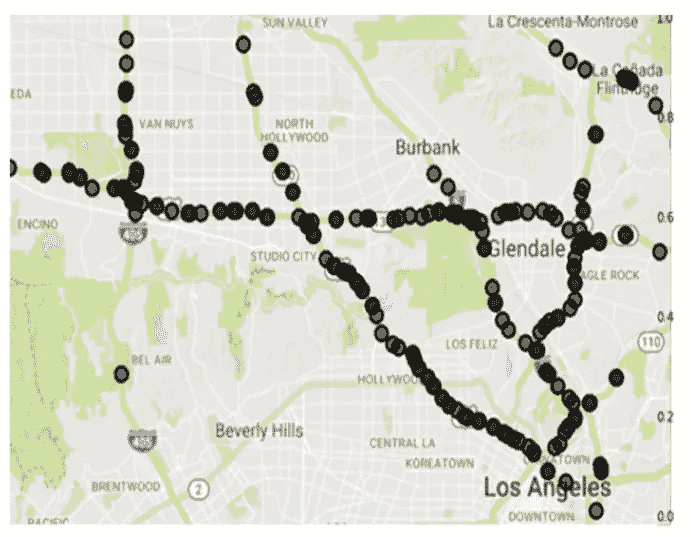 SUN VALLEY
La Crescenta-Montrose
1.0
La Cañada
Flintridge
EDA
0.8
VAN NUYS
NORTH
HOLLYWOOD
Burbank
0.6
ENCINO
405
STUDIO CITY
Glendale
EAGLE ROCK
0.4
LOS FELIZ
110
BEL AIR
HOLLYWOOD
0.2
405
Beverly Hills
CENTRAL LA
KOREATOWN
CHINATOWN
BRENTWOOD
2
Los Angeles
DOWNTOWN
0.0
PACIFIC